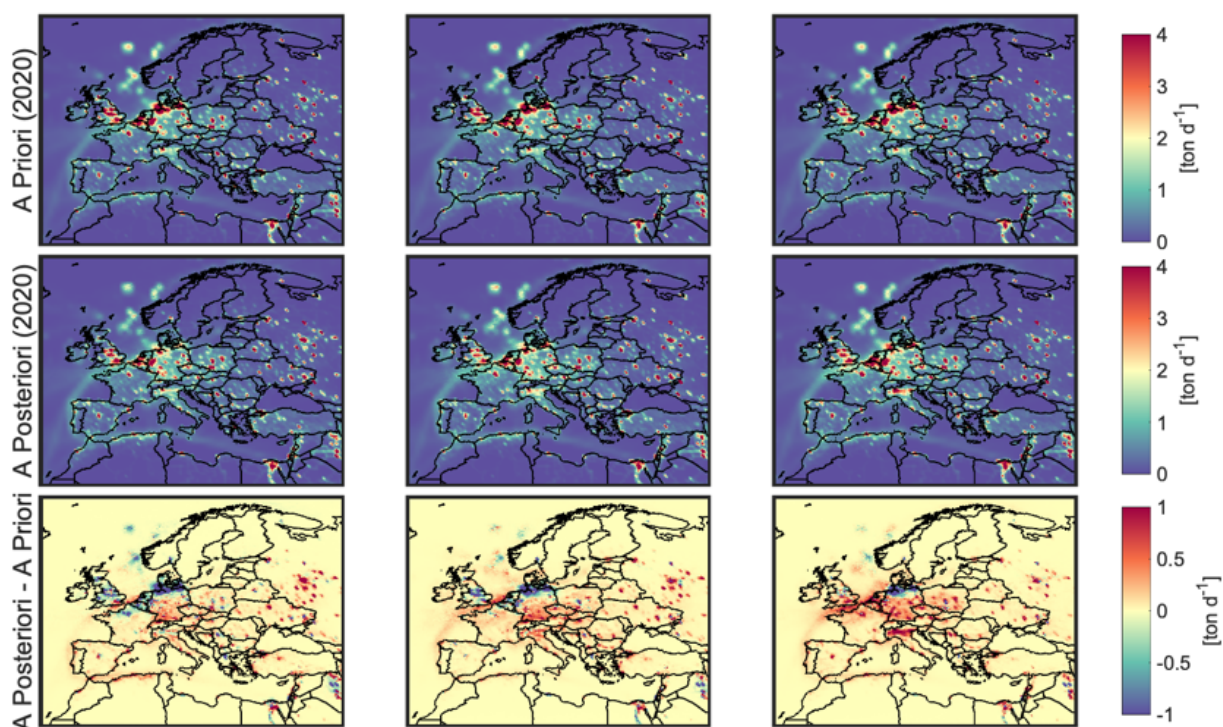 A Priori (2020)
4
3
2
1
0
[ton d⁻¹]
A Posteriori (2020)
4
3
2
1
0
[ton d⁻¹]
A Posteriori - A Priori
1
0.5
0
-0.5
-1
[ton d⁻¹]